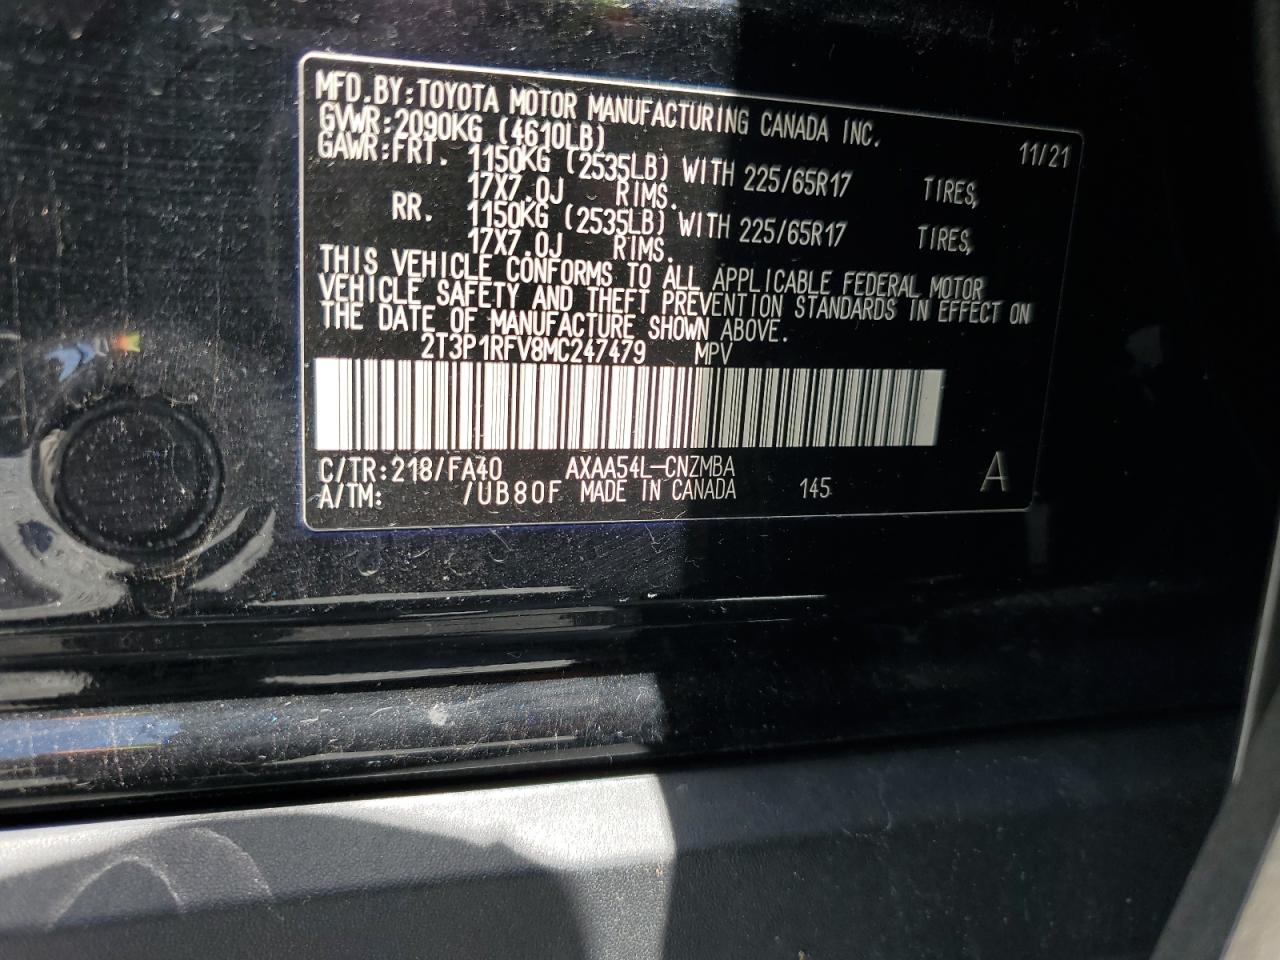 MFD.BY:TOYOTA MOTOR MANUFACTURING CANADA INC.
GVWR:2090KG (4610LB) 11/21
GAWR:FRT. 1150KG (2535LB) WITH 225/65R17 TIRES,
17X7.0J RIMS.
RR. 1150KG (2535LB) WITH 225/65R17 TIRES,
17X7.0J RIMS.
THIS VEHICLE CONFORMS TO ALL APPLICABLE FEDERAL MOTOR
VEHICLE SAFETY AND THEFT PREVENTION STANDARDS IN EFFECT ON
THE DATE OF MANUFACTURE SHOWN ABOVE.
2T3P1RFV8MC247479 MPV
C/TR:218/FA40 AXAA54L-CNZMBA
A/TM: /UB80F MADE IN CANADA 145 A